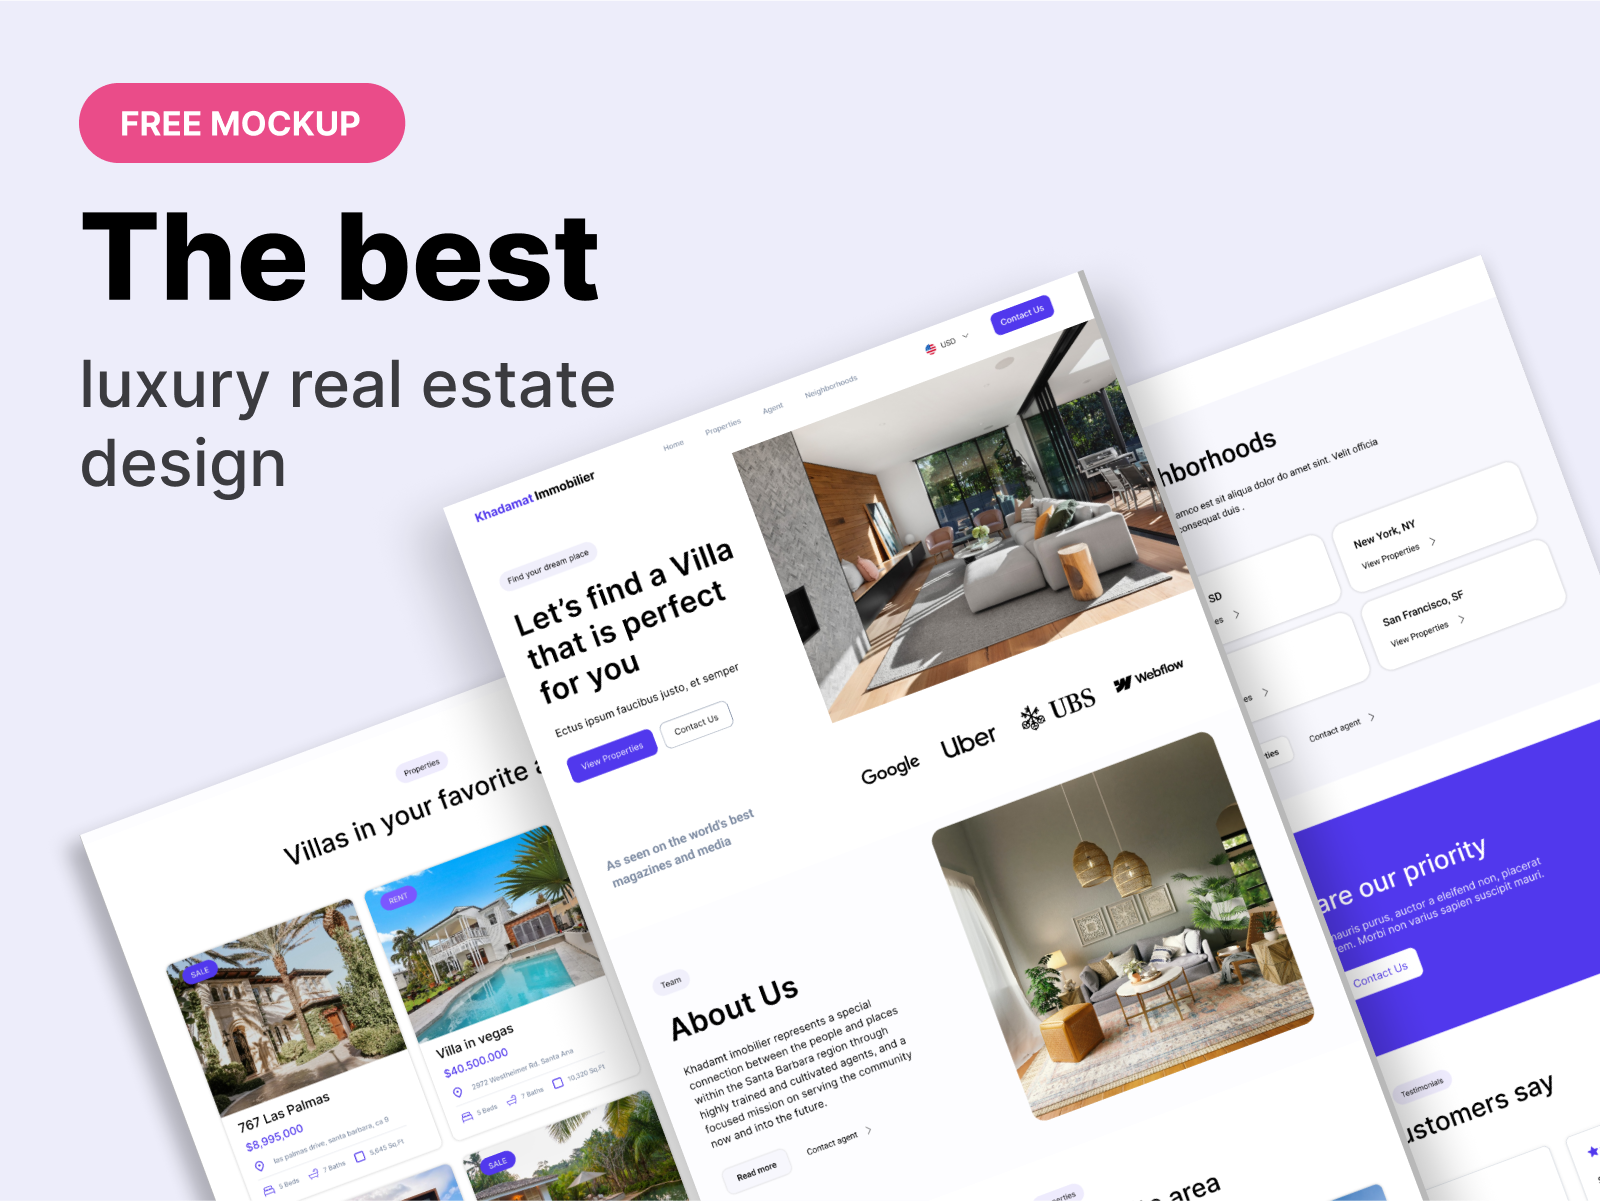 FREE MOCKUP
The best
luxury real estate
design
Khadamat Immobilier
Home
Properties
Agent
Neighborhoods
USD
Contact Us
Find your dream place
Let's find a Villa
that is perfect
for you
Ectus ipsum faucibus justo, et semper
View Properties
Contact Us
As seen on the world's best
magazines and media
Google
Uber
UBS
Webflow
Team
About Us
Khadamt imobilier represents a special
connection between the people and places
within the Santa Barbara region through
highly trained and cultivated agents, and a
focused mission on serving the community
now and into the future.
Read more
Contact agent
area
Properties
Villas in your favorite
SALE
767 Las Palmas
$8,995,000
las palmas drive, santa barbara, ca 9
5 Beds
7 Baths
5,645 Sq.Ft
RENT
Villa in vegas
$40.500.000
2972 Westheimer Rd. Santa Ana
5 Beds
7 Baths
10,320 Sq.Ft
SALE
hborhoods
amco est sit aliqua dolor do amet sint. Velit officia
consequat duis .
SD
New York, NY
View Properties
San Francisco, SF
View Properties
Contact agent
are our priority
mauris purus, auctor a eleifend non, placerat
rem. Morbi non varius sapien suscipit mauri.
Contact Us
Testimonials
ustomers say